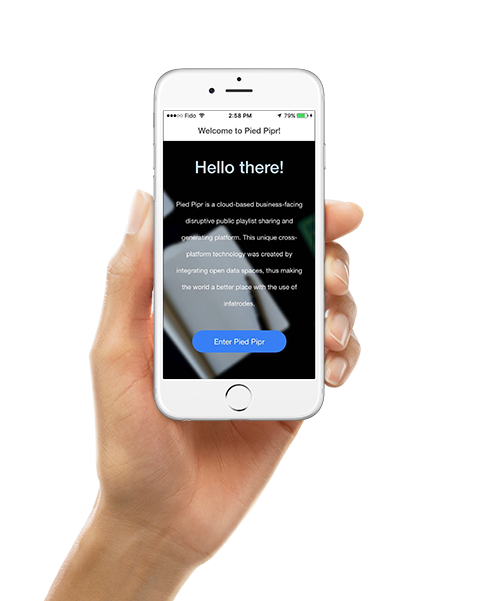 Fido 2:58 PM 79%
Welcome to Pied Pipr!
Hello there!
Pied Pipr is a cloud-based business-facing
disruptive public playlist sharing and
generating platform. This unique cross-
platform technology was created by
integrating open data spaces, thus making
the world a better place with the use of
infatrodes.
Enter Pied Pipr